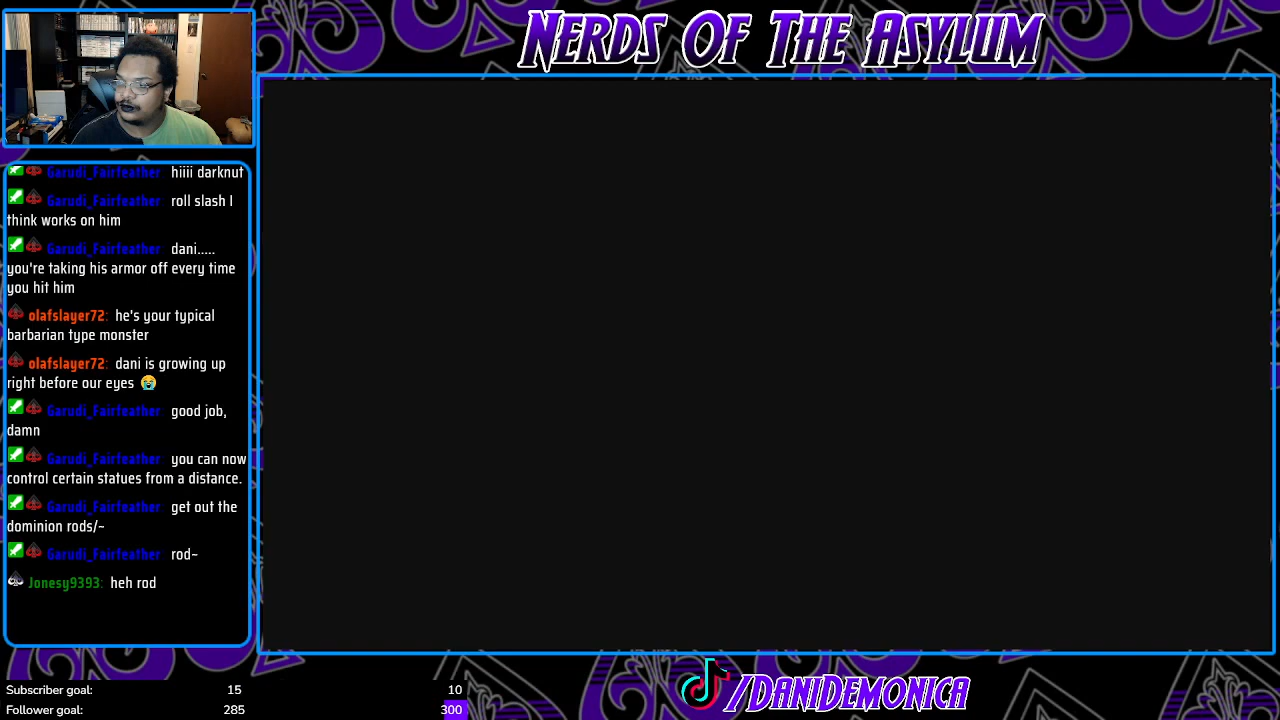 Nerds Of The Asylum
Garudi_Fairfeather: hiiii darknut
Garudi_Fairfeather: roll slash I
think works on him
Garudi_Fairfeather: dani.....
you're taking his armor off every time
you hit him
olafslayer72: he's your typical
barbarian type monster
olafslayer72: dani is growing up
right before our eyes 😭
Garudi_Fairfeather: good job,
damn
Garudi_Fairfeather: you can now
control certain statues from a distance.
Garudi_Fairfeather: get out the
dominion rods/~
Garudi_Fairfeather: rod~
Jonesy9393: heh rod
Subscriber goal: 15 10
Follower goal: 285 300
/DaniDemonica